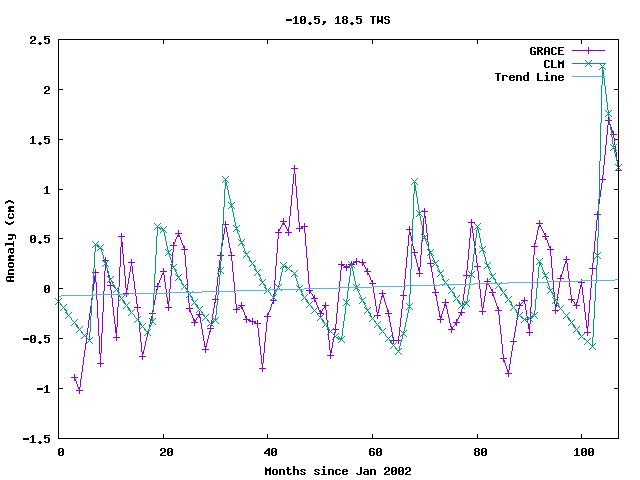 -10.5, 18.5 TWS
GRACE
CLM
Trend Line
2.5
2
1.5
1
0.5
0
-0.5
-1
-1.5
Anomaly (cm)
0 20 40 60 80 100
Months since Jan 2002